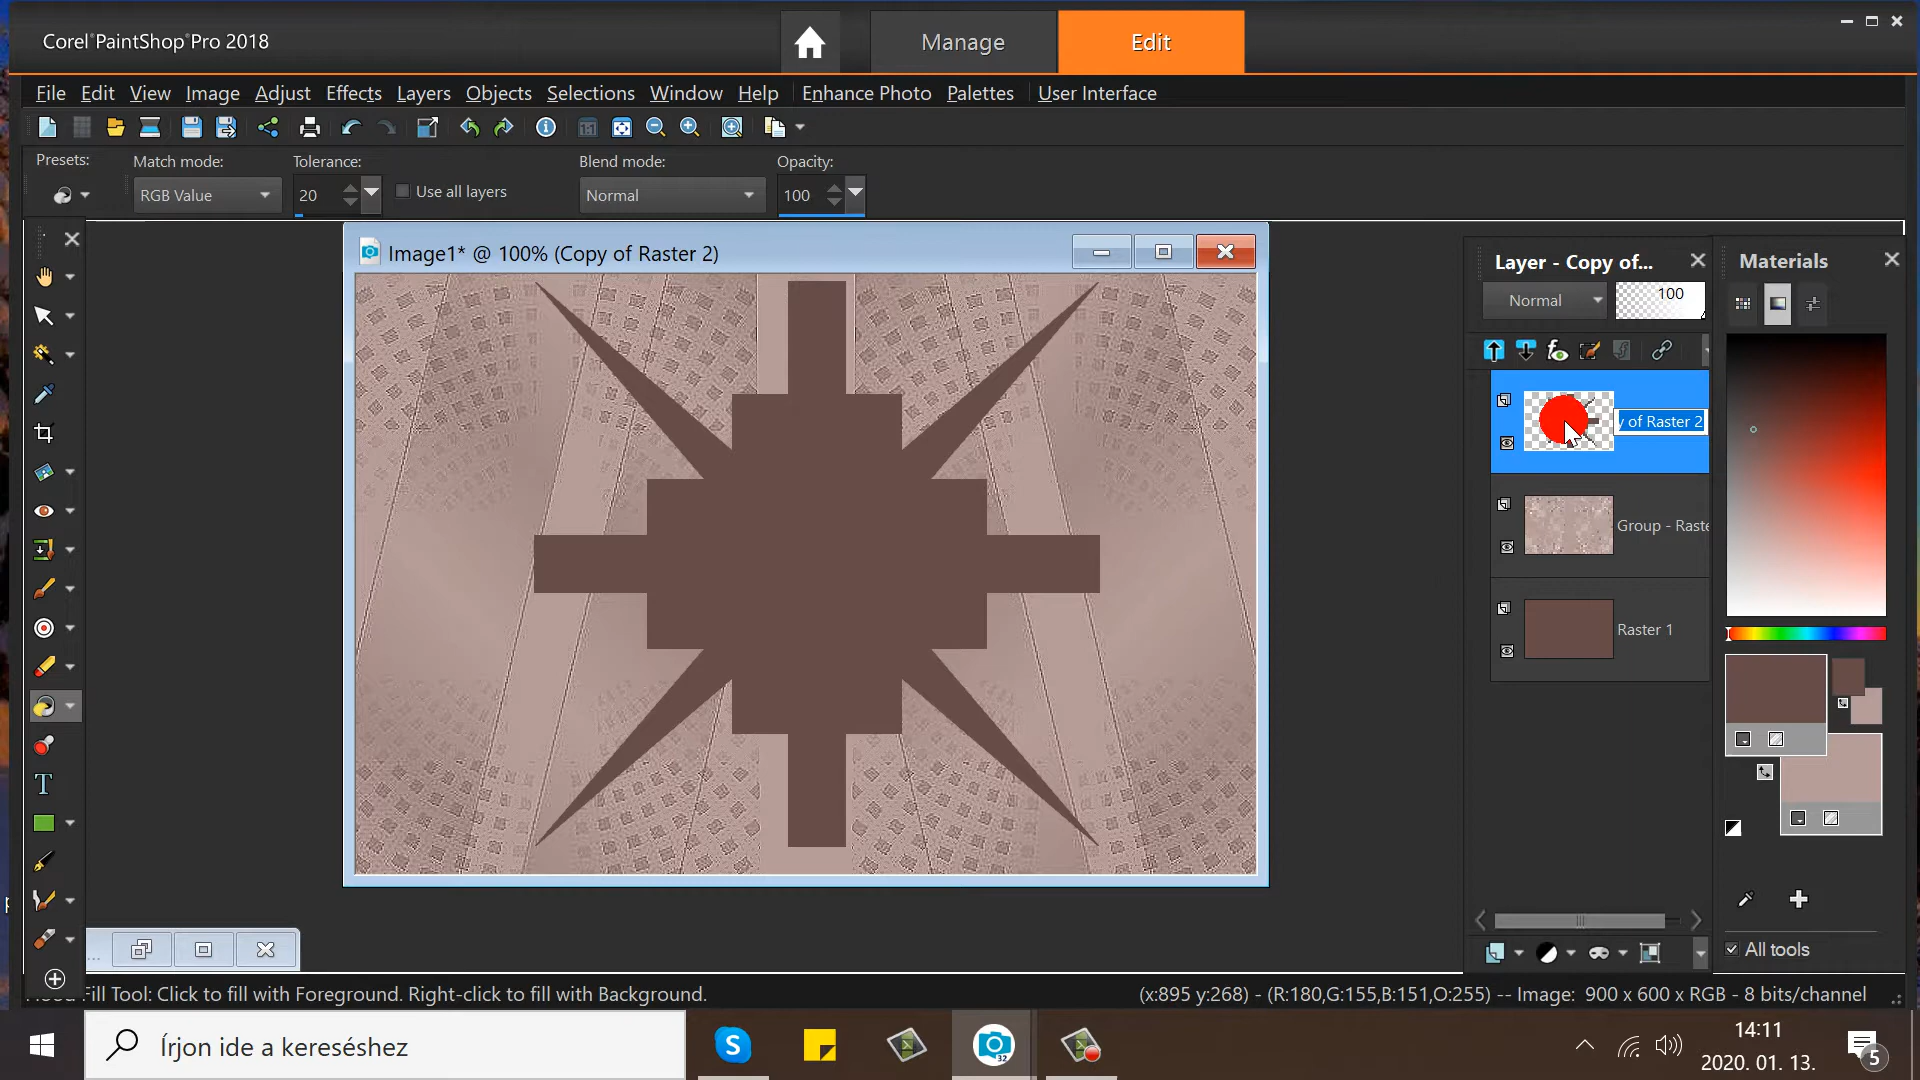 Corel®PaintShop®Pro 2018
Manage
Edit
File Edit View Image Adjust Effects Layers Objects Selections Window Help Enhance Photo Palettes User Interface
Presets:
Match mode:
Tolerance:
Blend mode:
Opacity:
RGB Value
20
Use all layers
Normal
100
Image1* @ 100% (Copy of Raster 2)
Layer - Copy of...
Materials
Normal
100
y of Raster 2
Group - Raste
Raster 1
All tools
...
Fill Tool: Click to fill with Foreground. Right-click to fill with Background.
(x:895 y:268) - (R:180,G:155,B:151,O:255) -- Image: 900 x 600 x RGB - 8 bits/channel
Írjon ide a kereséshez
S
32
14:11
2020. 01. 13.
5